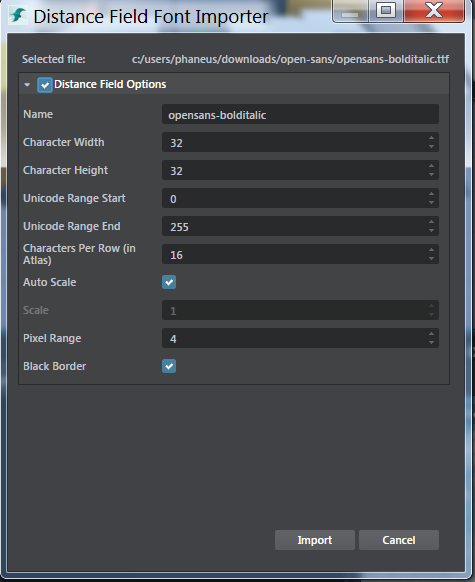 Distance Field Font Importer
Selected file: c:/users/phaneus/downloads/open-sans/opensans-bolditalic.ttf
Distance Field Options
Name opensans-bolditalic
Character Width 32
Character Height 32
Unicode Range Start 0
Unicode Range End 255
Characters Per Row (in
Atlas) 16
Auto Scale
Scale 1
Pixel Range 4
Black Border
Import Cancel